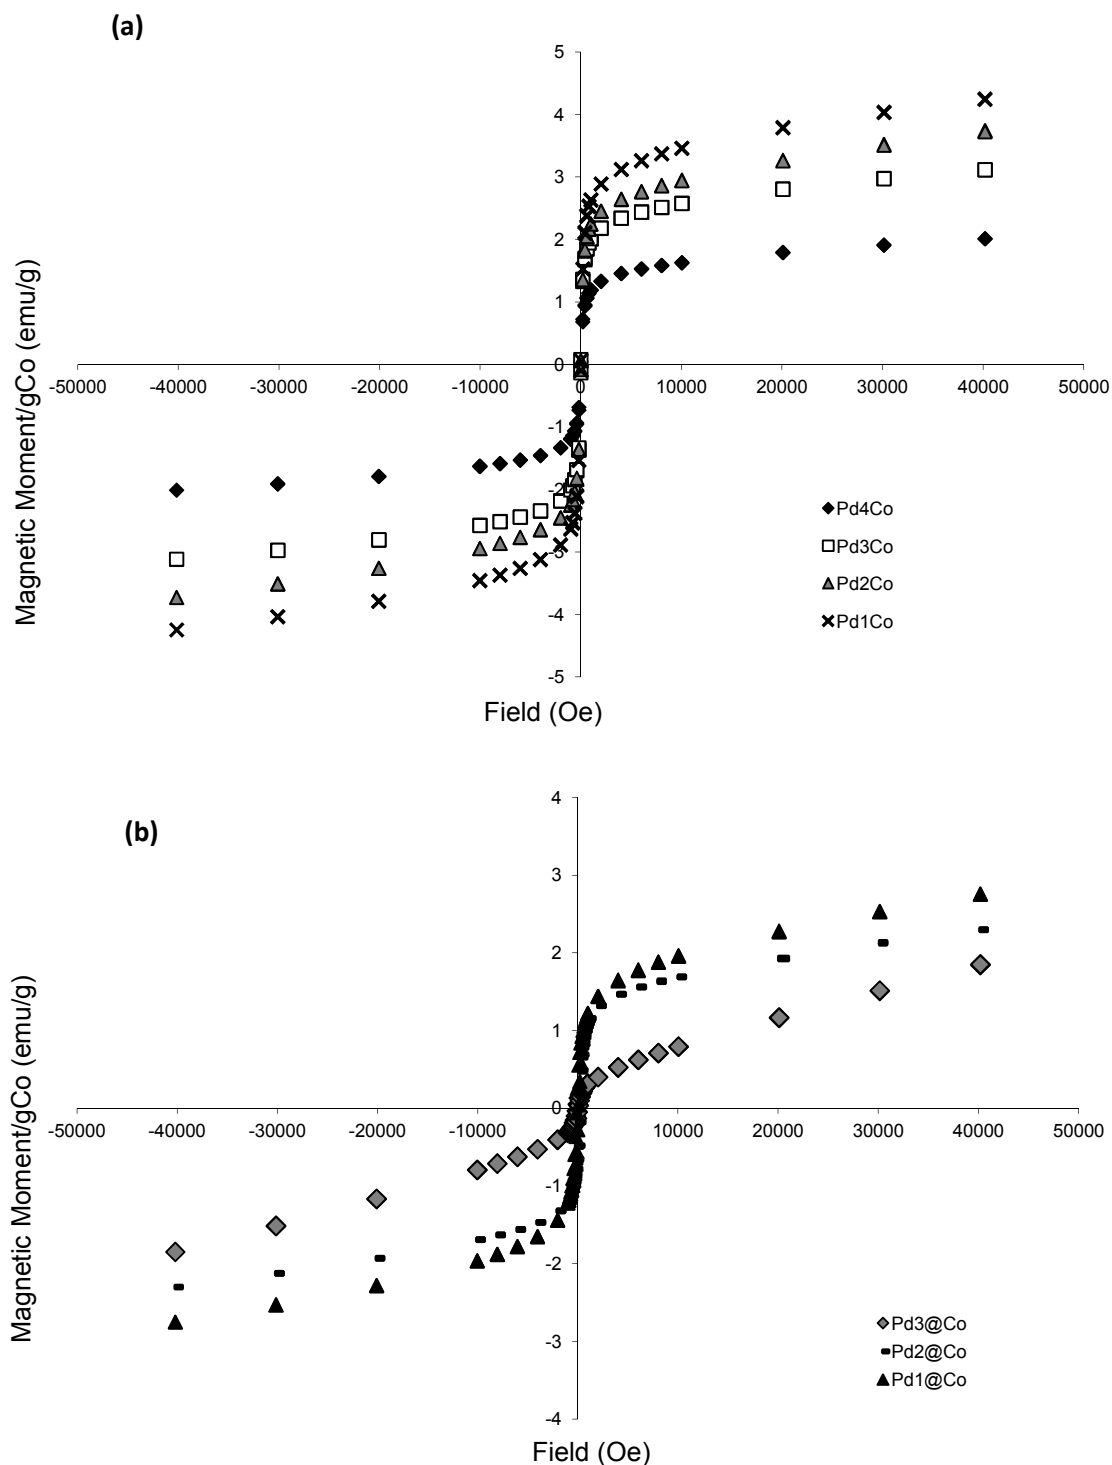 (a)
5
4
3
2
1
0
-50000 -40000 -30000 -20000 -10000 0 10000 20000 30000 40000 50000
-1
-2
-3
-4
-5
Magnetic Moment/gCo (emu/g)
Pd4Co
Pd3Co
Pd2Co
Pd1Co
Field (Oe)
(b)
4
3
2
1
0
-50000 -40000 -30000 -20000 -10000 0 10000 20000 30000 40000 50000
-1
-2
-3
-4
Magnetic Moment/gCo (emu/g)
Pd3@Co
Pd2@Co
Pd1@Co
Field (Oe)